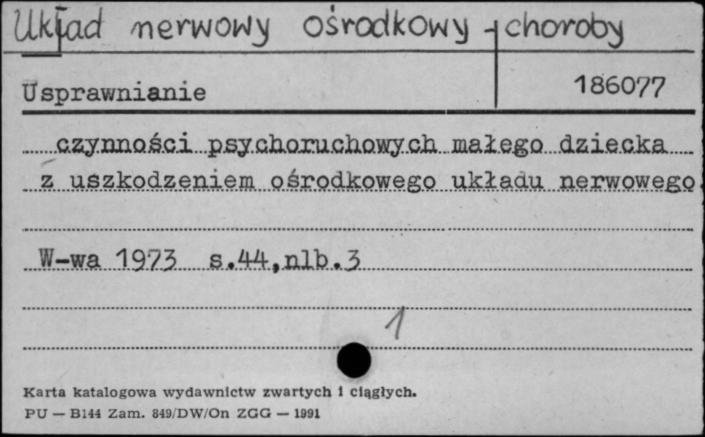 Układ nerwowy ośrodkowy - choroby
Usprawnianie 186077
czynności psychoruchowych małego dziecka
z uszkodzeniem ośrodkowego układu nerwowego.
W-wa 1973 s.44,nlb.3
1
Karta katalogowa wydawnictw zwartych i ciągłych.
PU — B144 Zam. 849/DW/On ZGG — 1991